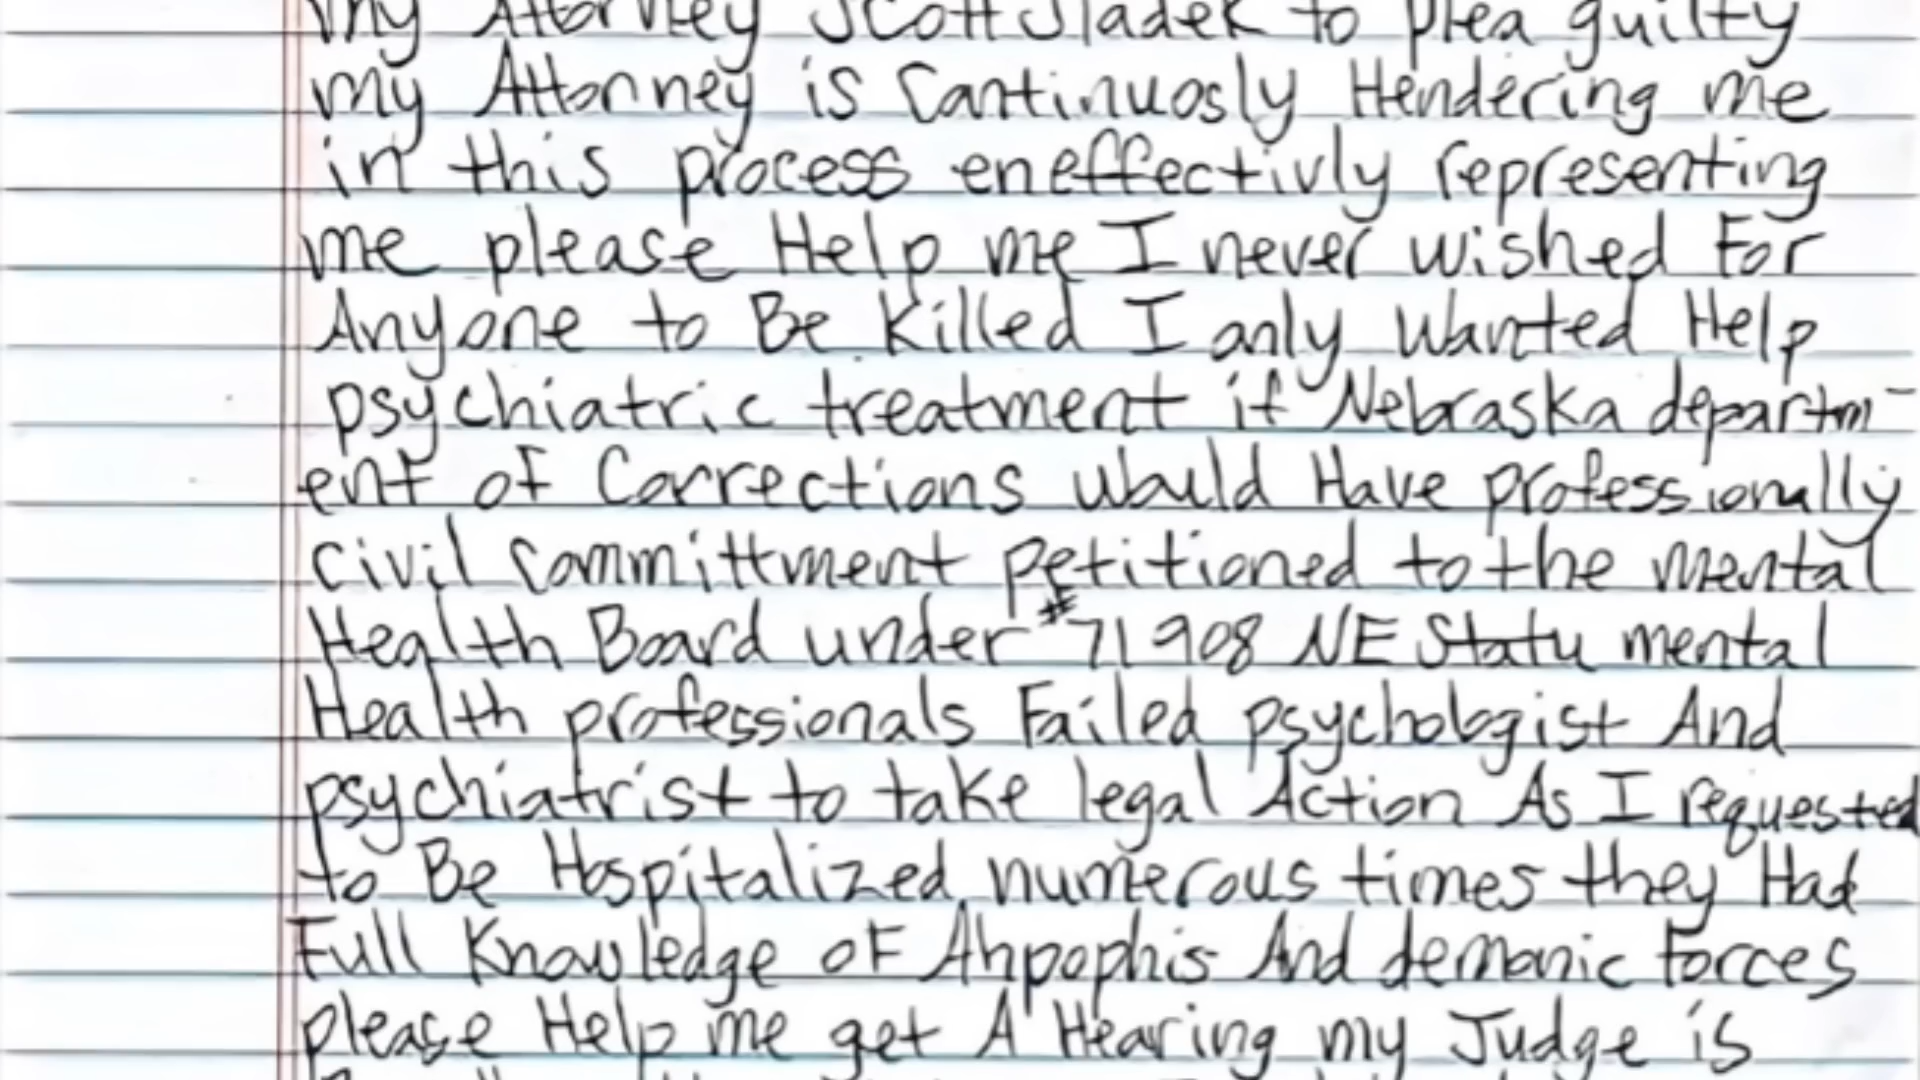 my Attorney Scott Sladek to plea guilty
my Attorney is Cantinuosly Hendering me
in this process eneffectivly representing
me please Help me I never wished For
Anyone to Be Killed I only Wanted Help
psychiatric treatment if Nebraska departm-
ent of Corrections would Have professionally
civil Committment petitioned to the mental
Health Board under #71908 NE Statu mental
Health professionals Failed psychologist And
psychiatrist to take legal Action As I requested
to Be Hospitalized numerous times they Had
Full Knowledge of Ahpophis And demonic forces
please Help me get A Hearing my Judge is